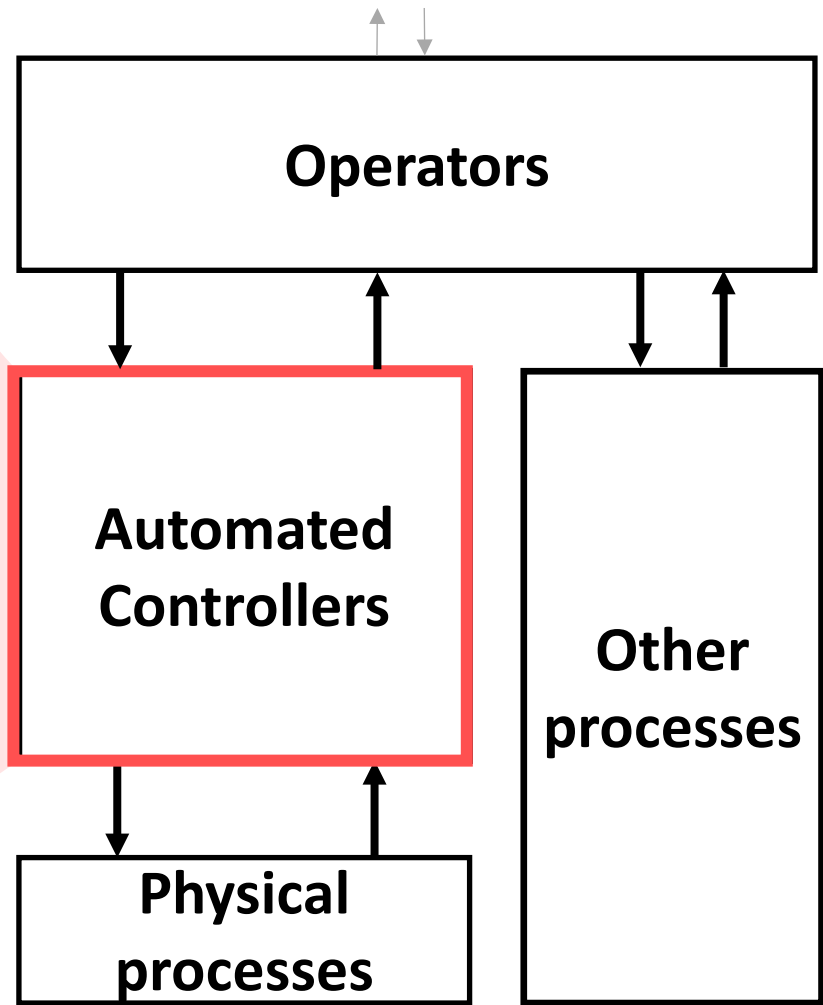 Operators
Automated
Controllers
Other
processes
Physical
processes